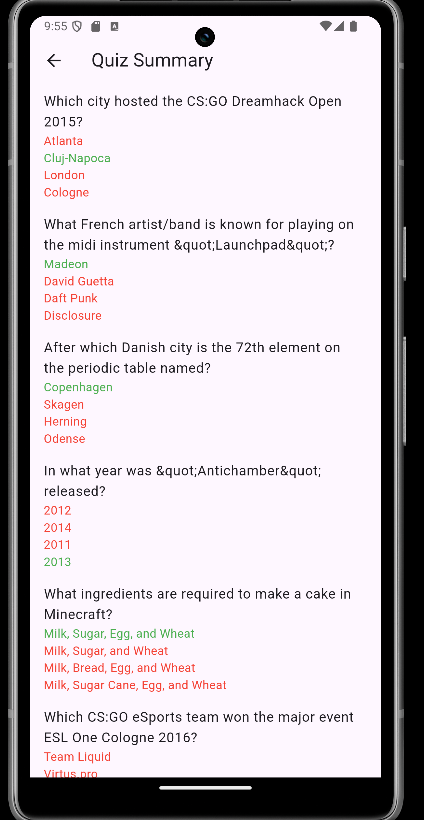 9:55
Quiz Summary
Which city hosted the CS:GO Dreamhack Open
2015?
Atlanta
Cluj-Napoca
London
Cologne
What French artist/band is known for playing on
the midi instrument &quot;Launchpad&quot;?
Madeon
David Guetta
Daft Punk
Disclosure
After which Danish city is the 72th element on
the periodic table named?
Copenhagen
Skagen
Herning
Odense
In what year was &quot;Antichamber&quot;
released?
2012
2014
2011
2013
What ingredients are required to make a cake in
Minecraft?
Milk, Sugar, Egg, and Wheat
Milk, Sugar, and Wheat
Milk, Bread, Egg, and Wheat
Milk, Sugar Cane, Egg, and Wheat
Which CS:GO eSports team won the major event
ESL One Cologne 2016?
Team Liquid
Virtus.pro